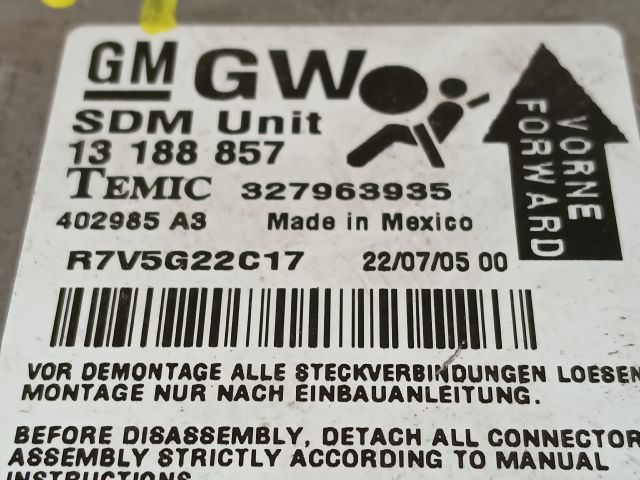 GM GW
SDM Unit
13 188 857
TEMIC 327963935
402985 A3 Made in Mexico
R7V5G22C17 22/07/05 00
VORNE
FORWARD
VOR DEMONTAGE ALLE STECKVERBINDUNGEN LOESEN
MONTAGE NUR NACH EINBAUANLEITUNG.
BEFORE DISASSEMBLY, DETACH ALL CONNECTOR
ASSEMBLY STRICTLY ACCORDING TO MANUAL
INSTRUCTIONS